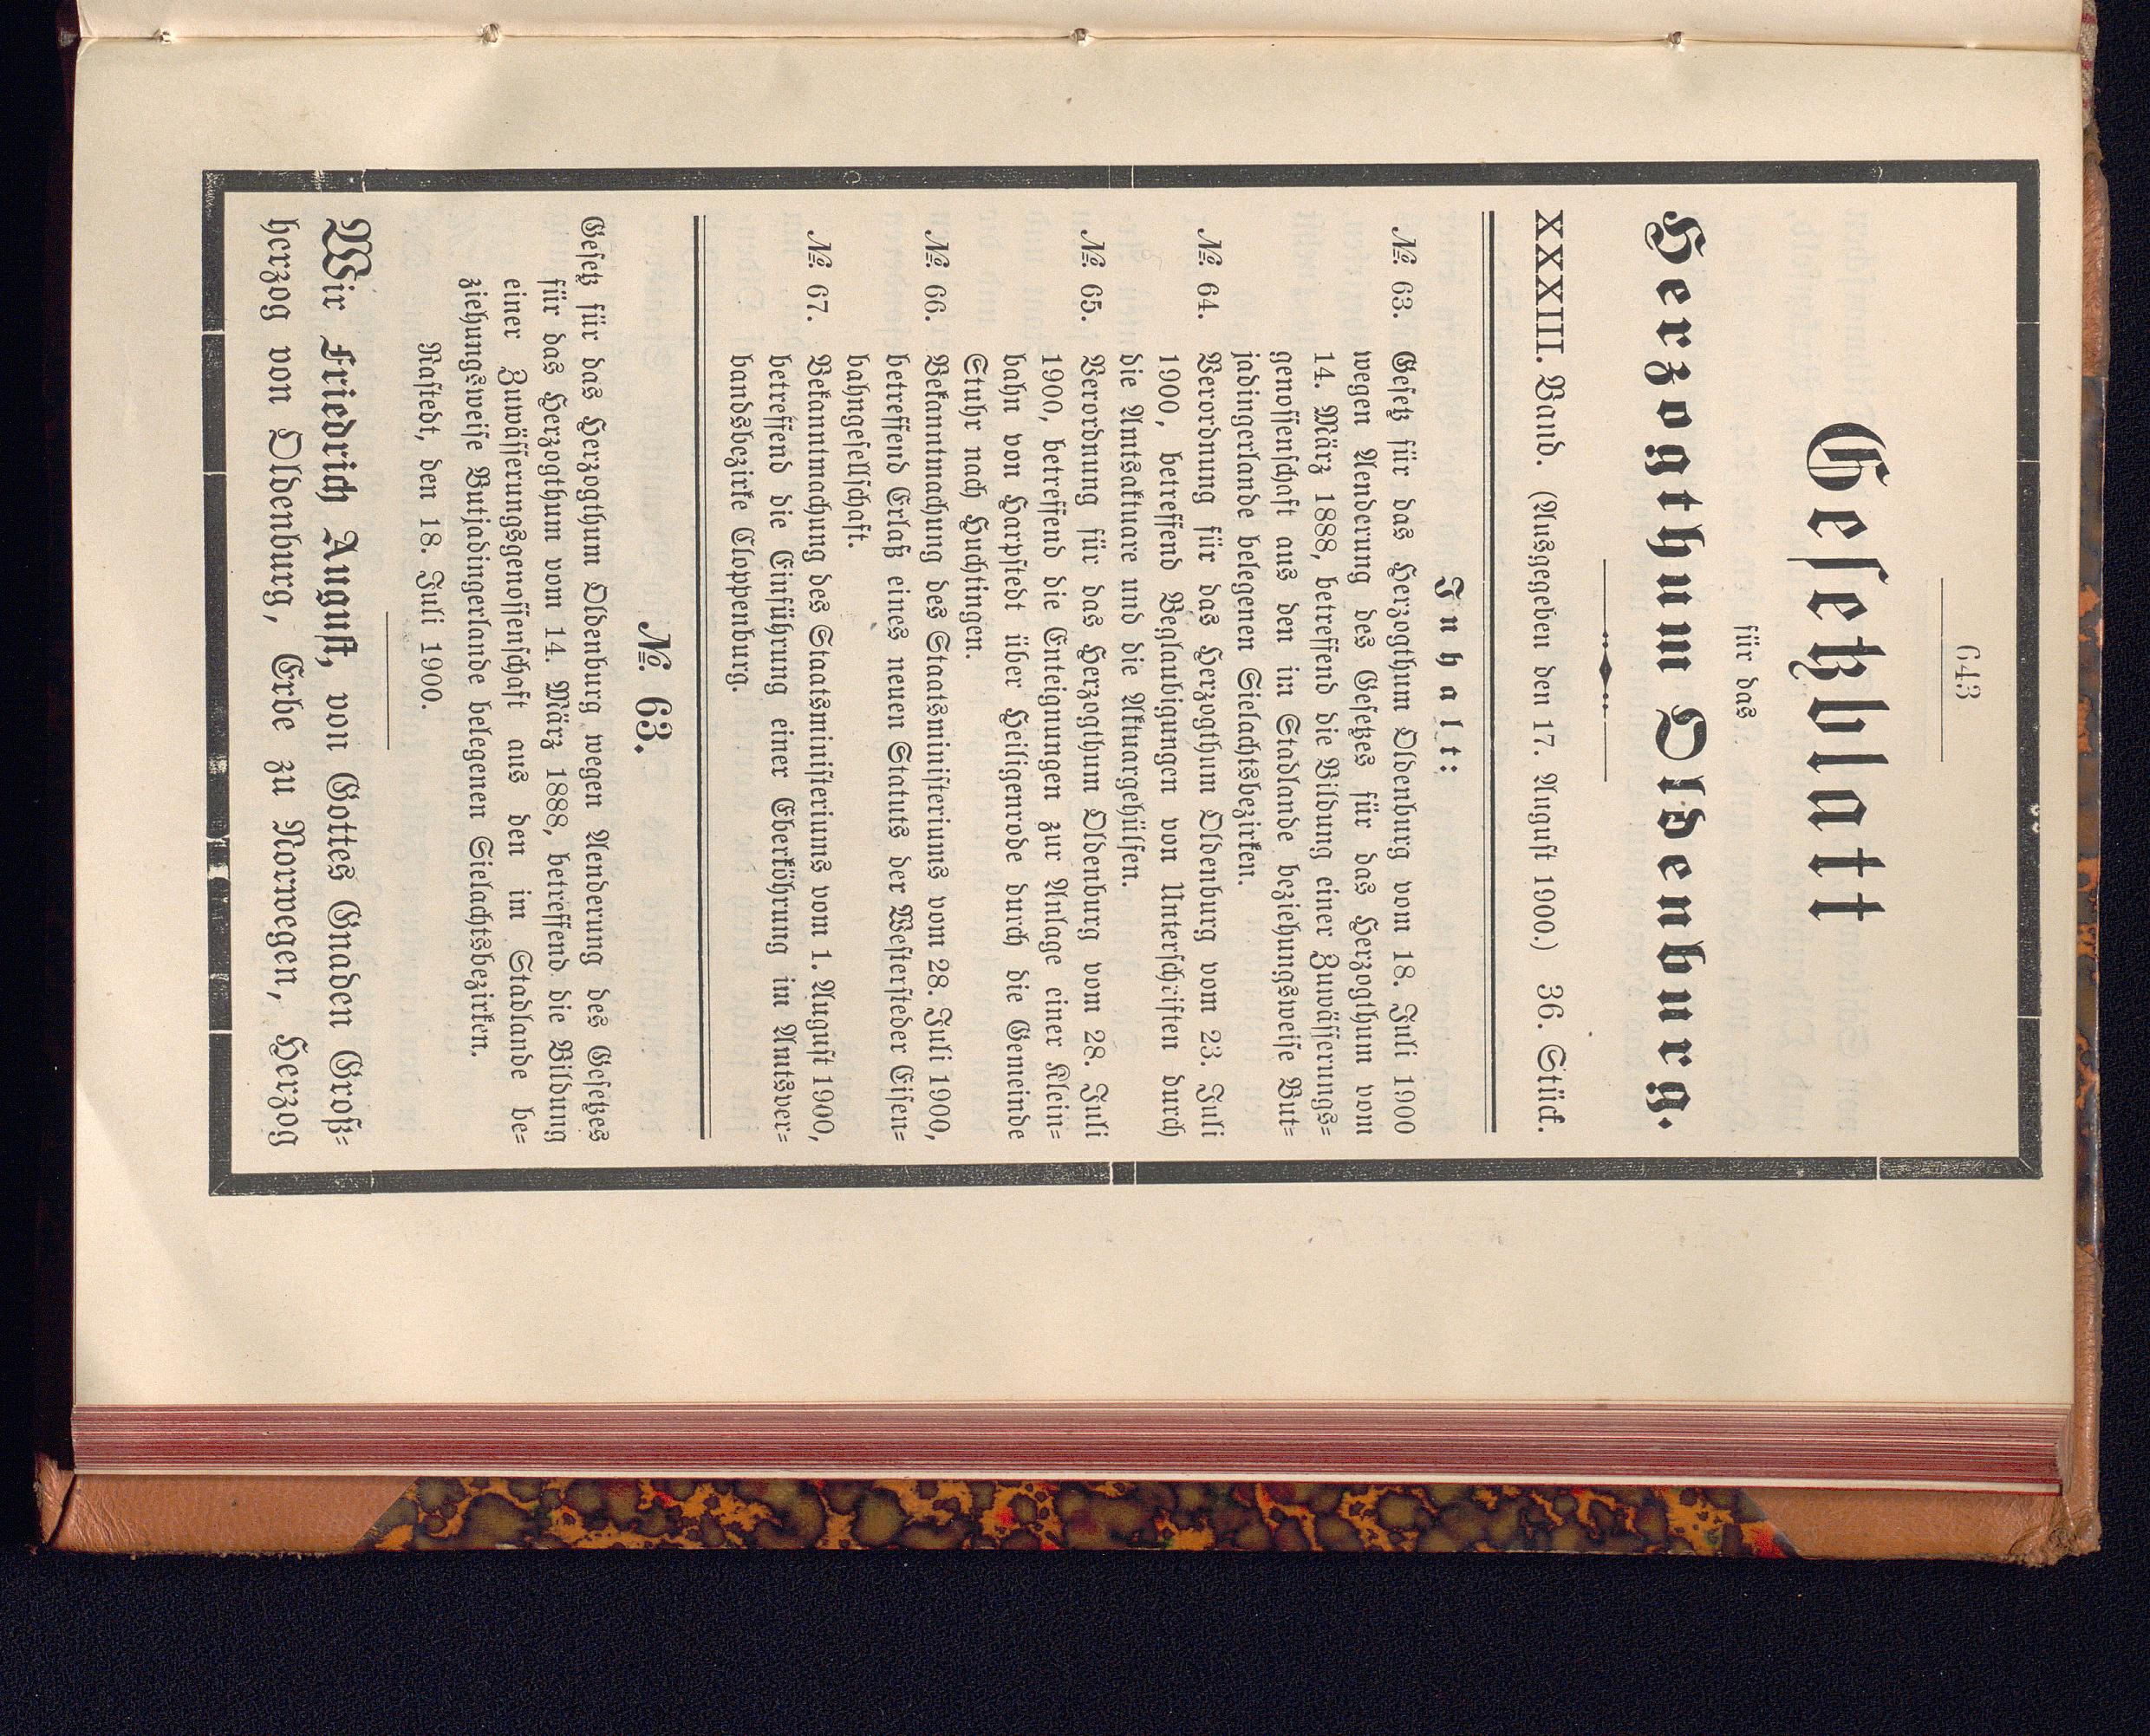 643
Gesetzblatt
für das
Herzogthum Oldenburg.
XXXIII. Band. (Ausgegeben den 17. August 1900.) 36. Stück.
Inhalt:
№ 63. Gesetz für das Herzogthum Oldenburg vom 18. Juli 1900
wegen Aenderung des Gesetzes für das Herzogthum vom
14. März 1888, betreffend die Bildung einer Zuwässerungs-
genossenschaft aus den im Stadlande beziehungsweise But-
jadingerlande belegenen Sielachtsbezirken.
№ 64. Verordnung für das Herzogthum Oldenburg vom 23. Juli
1900, betreffend Beglaubigungen von Unterschriften durch
die Amtsaktuare und die Aktuargehülfen.
№ 65. Verordnung für das Herzogthum Oldenburg vom 28. Juli
1900, betreffend die Enteignungen zur Anlage einer Klein-
bahn von Harpstedt über Heiligenrode durch die Gemeinde
Stuhr nach Huchtingen.
№ 66. Bekanntmachung des Staatsministeriums vom 28. Juli 1900,
betreffend Erlaß eines neuen Statuts der Westersteder Eisen-
bahngesellschaft.
№ 67. Bekanntmachung des Staatsministeriums vom 1. August 1900,
betreffend die Einführung einer Eberköhrung im Amtsver-
bandsbezirke Cloppenburg.
№ 63.
Gesetz für das Herzogthum Oldenburg wegen Aenderung des Gesetzes
für das Herzogthum vom 14. März 1888, betreffend die Bildung
einer Zuwässerungsgenossenschaft aus den im Stadlande be-
ziehungsweise Butjadingerlande belegenen Sielachtsbezirken.
Rastedt, den 18. Juli 1900.
Wir Friedrich August, von Gottes Gnaden Groß-
herzog von Oldenburg, Erbe zu Norwegen, Herzog